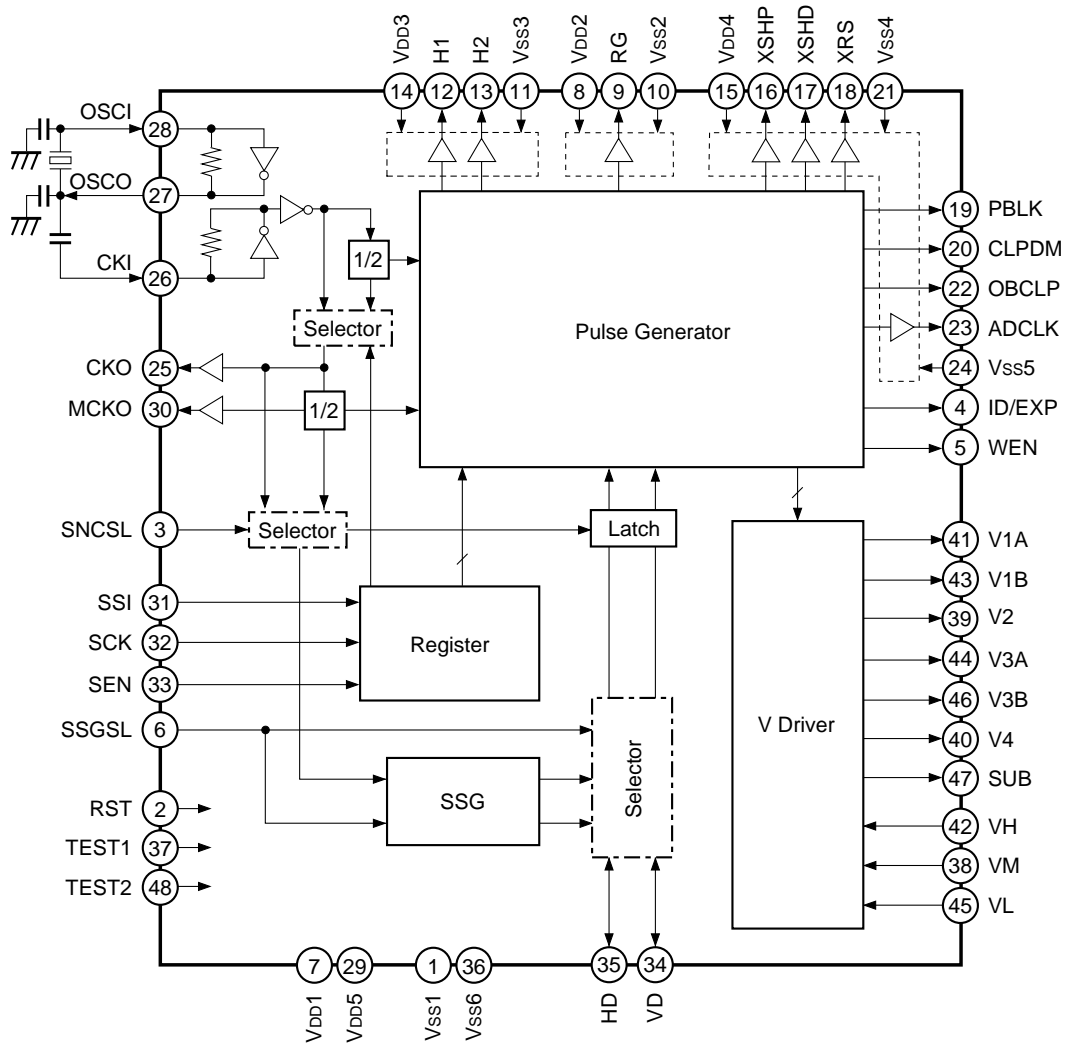 VDD3
H1
H2
VSS3
VDD2
RG
VSS2
VDD4
XSHP
XSHD
XRS
VSS4
14
12
13
11
8
9
10
15
16
17
18
21
OSCI
28
OSCO
27
CKI
26
1/2
Selector
Pulse Generator
19
PBLK
20
CLPDM
22
OBCLP
23
ADCLK
24
VSS5
4
ID/EXP
5
WEN
CKO
25
MCKO
30
1/2
SNCSL
3
Selector
Latch
SSI
31
SCK
32
SEN
33
Register
SSGSL
6
SSG
Selector
V Driver
41
V1A
43
V1B
39
V2
44
V3A
46
V3B
40
V4
47
SUB
42
VH
38
VM
45
VL
RST
2
TEST1
37
TEST2
48
7
29
1
36
35
34
VDD1
VDD5
VSS1
VSS6
HD
VD